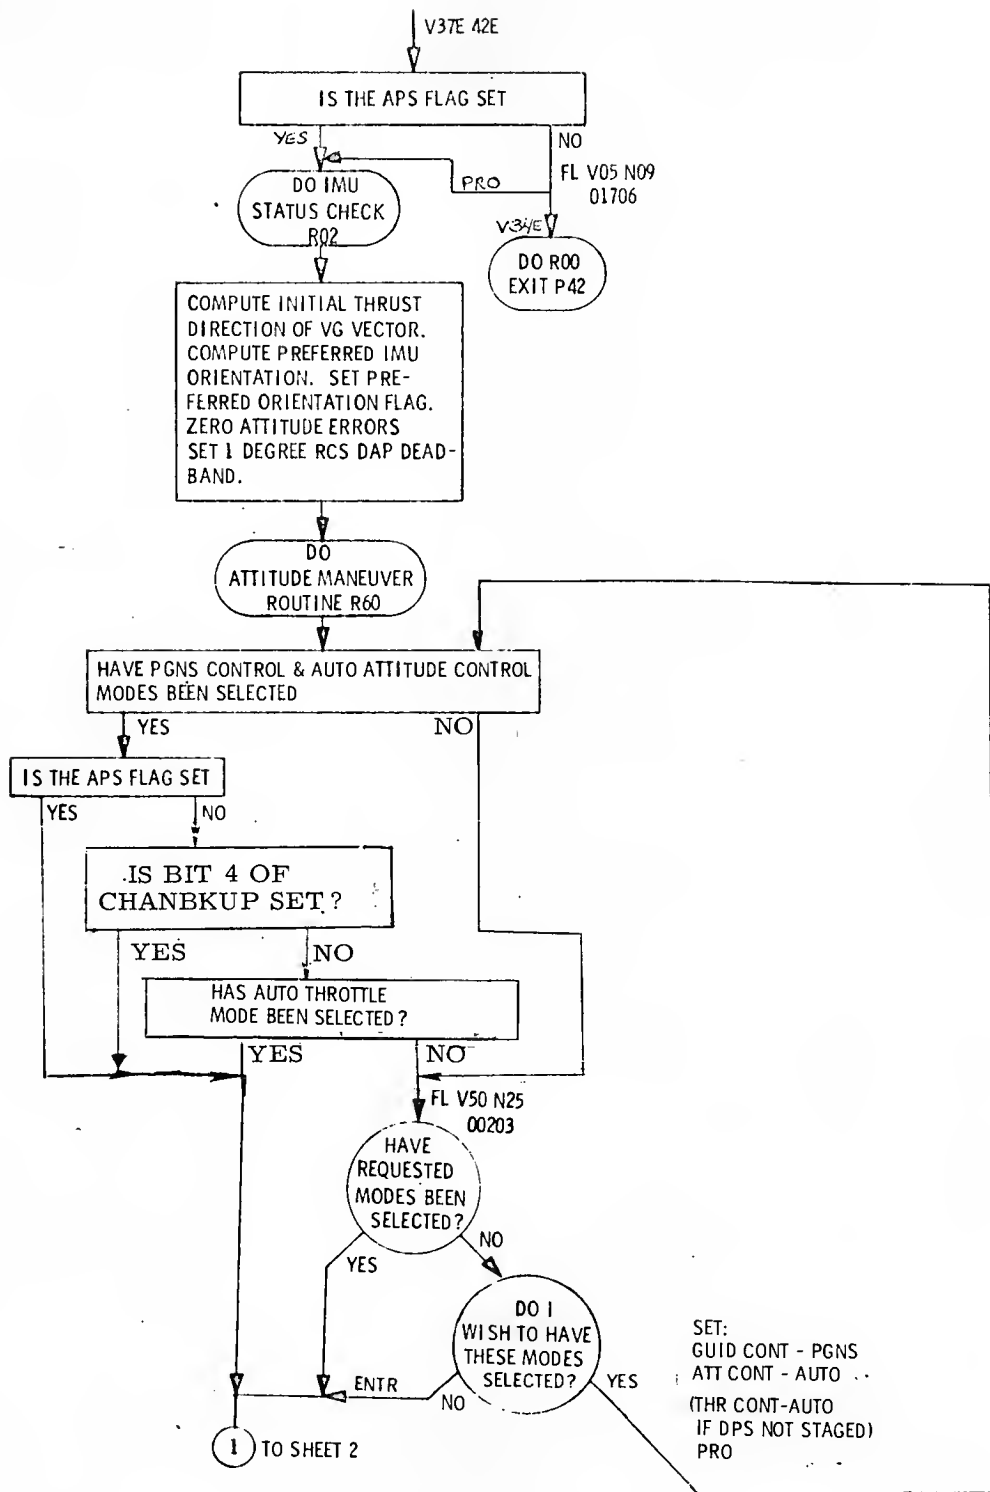 V37E 42E
IS THE APS FLAG SET
YES
NO
FL V05 N09
01706
PRO
DO IMU
STATUS CHECK
R02
V34E
DO R00
EXIT P42
COMPUTE INITIAL THRUST
DIRECTION OF VG VECTOR.
COMPUTE PREFERRED IMU
ORIENTATION. SET PRE-
FERRED ORIENTATION FLAG.
ZERO ATTITUDE ERRORS
SET 1 DEGREE RCS DAP DEAD-
BAND.
DO
ATTITUDE MANEUVER
ROUTINE R60
HAVE PGNS CONTROL & AUTO ATTITUDE CONTROL
MODES BEEN SELECTED
YES
NO
IS THE APS FLAG SET
YES
NO
IS BIT 4 OF
CHANBKUP SET ?
YES
NO
HAS AUTO THROTTLE
MODE BEEN SELECTED ?
YES
NO
FL V50 N25
00203
HAVE
REQUESTED
MODES BEEN
SELECTED ?
YES
NO
DO I
WISH TO HAVE
THESE MODES
SELECTED ?
ENTR
NO
YES
SET:
GUID CONT - PGNS
ATT CONT - AUTO
(THR CONT-AUTO
IF DPS NOT STAGED)
PRO
1 TO SHEET 2